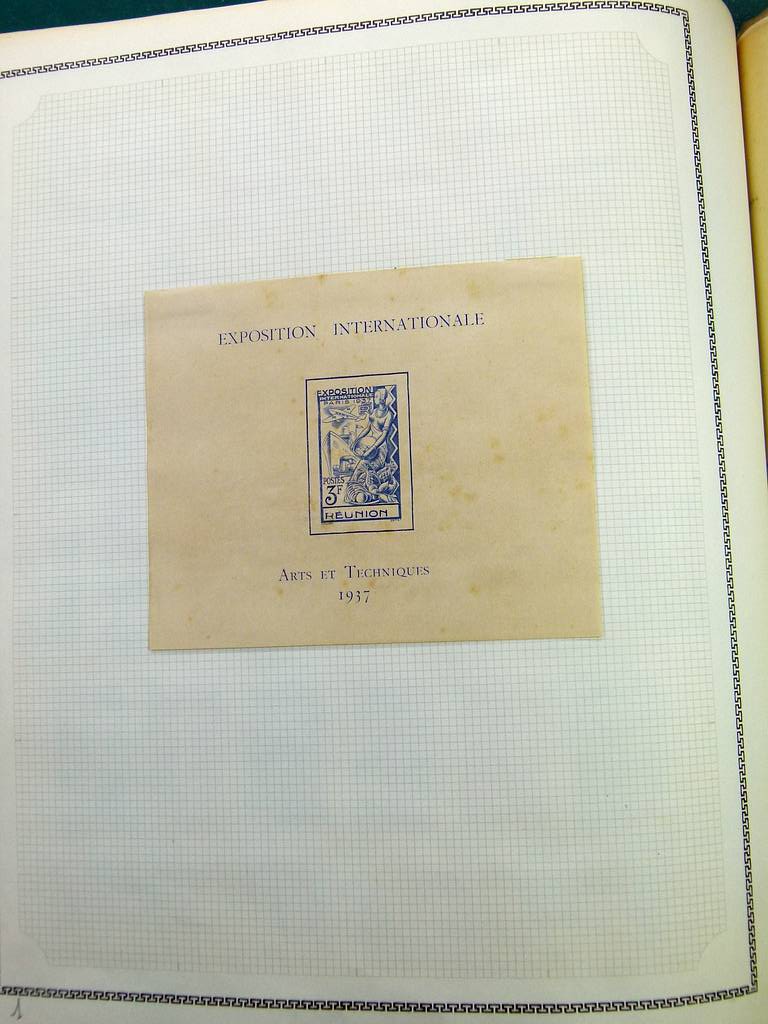 EXPOSITION INTERNATIONALE
EXPOSITION
INTERNATIONALE
PARIS 1937
POSTES
3F
RÉUNION
ARTS ET TECHNIQUES
1937